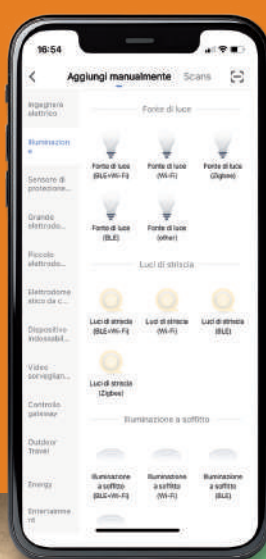 16:54
Aggiungi manualmente Scans
Ingegnere
elettrico
Illuminazion
e
Sensore di
protezione...
Grande
elettrodo...
Piccolo
elettrodo...
Elettrodome
stico da c...
Dispositivo
indossabil...
Video
sorveglian...
Controllo
gateway
Outdoor
Travel
Energy
Entertainme
nt
Fonte di luce
Fonte di luce
(BLE+Wi-Fi)
Fonte di luce
(Wi-Fi)
Fonte di luce
(Zigbee)
Fonte di luce
(BLE)
Fonte di luce
(other)
Luci di striscia
Luci di striscia
(BLE+Wi-Fi)
Luci di striscia
(Wi-Fi)
Luci di striscia
(BLE)
Luci di striscia
(Zigbee)
Illuminazione a soffitto
Illuminazione
a soffitto
(BLE+Wi-Fi)
Illuminazione
a soffitto
(Wi-Fi)
Illuminazione
a soffitto
(BLE)